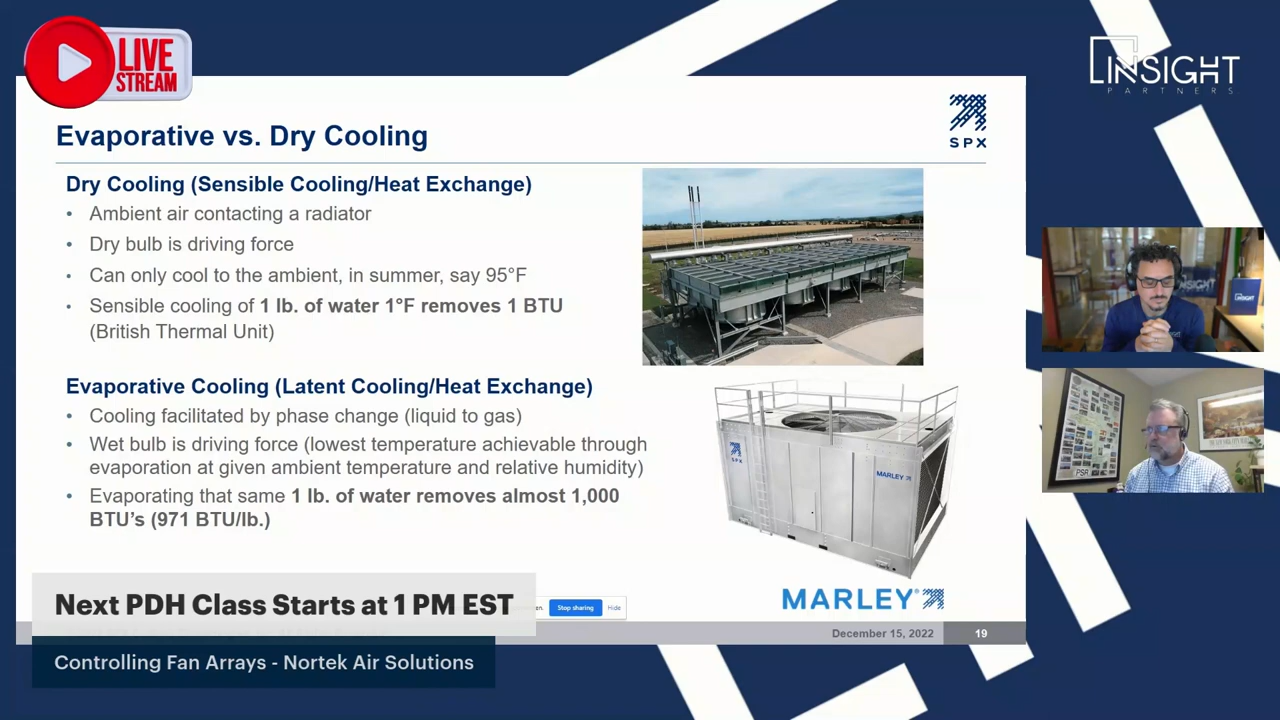 LIVE
STREAM
INSIGHT
PARTNERS
Evaporative vs. Dry Cooling
SPX
Dry Cooling (Sensible Cooling/Heat Exchange)
• Ambient air contacting a radiator
• Dry bulb is driving force
• Can only cool to the ambient, in summer, say 95°F
• Sensible cooling of 1 lb. of water 1°F removes 1 BTU
(British Thermal Unit)
Evaporative Cooling (Latent Cooling/Heat Exchange)
• Cooling facilitated by phase change (liquid to gas)
• Wet bulb is driving force (lowest temperature achievable through
evaporation at given ambient temperature and relative humidity)
• Evaporating that same 1 lb. of water removes almost 1,000
BTU's (971 BTU/lb.)
SPX
MARLEY
INSIGHT
PSR
MARLEY®
Next PDH Class Starts at 1 PM EST
en.
Stop sharing
Hide
December 15, 2022
19
Controlling Fan Arrays - Nortek Air Solutions